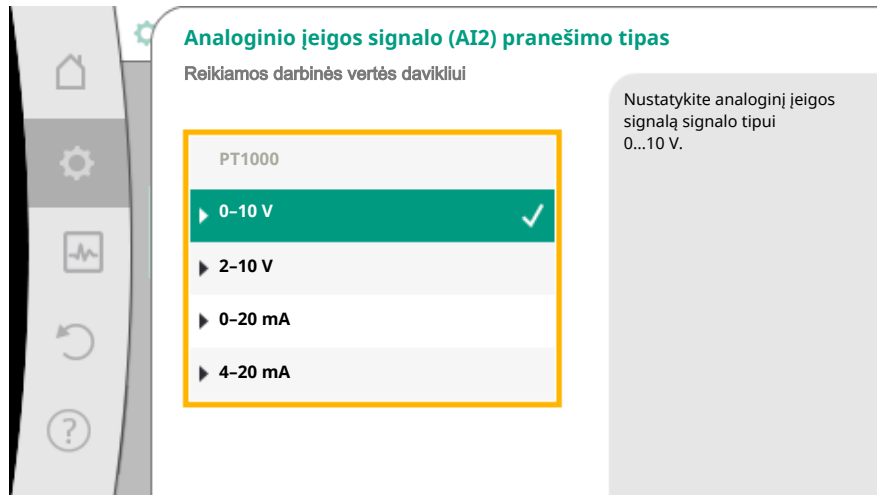 Analoginio įeigos signalo (AI2) pranešimo tipas
Reikiamos darbinės vertės davikliui
PT1000
0–10 V
2–10 V
0–20 mA
4–20 mA
Nustatykite analoginį įeigos
signalą signalo tipui
0...10 V.
?